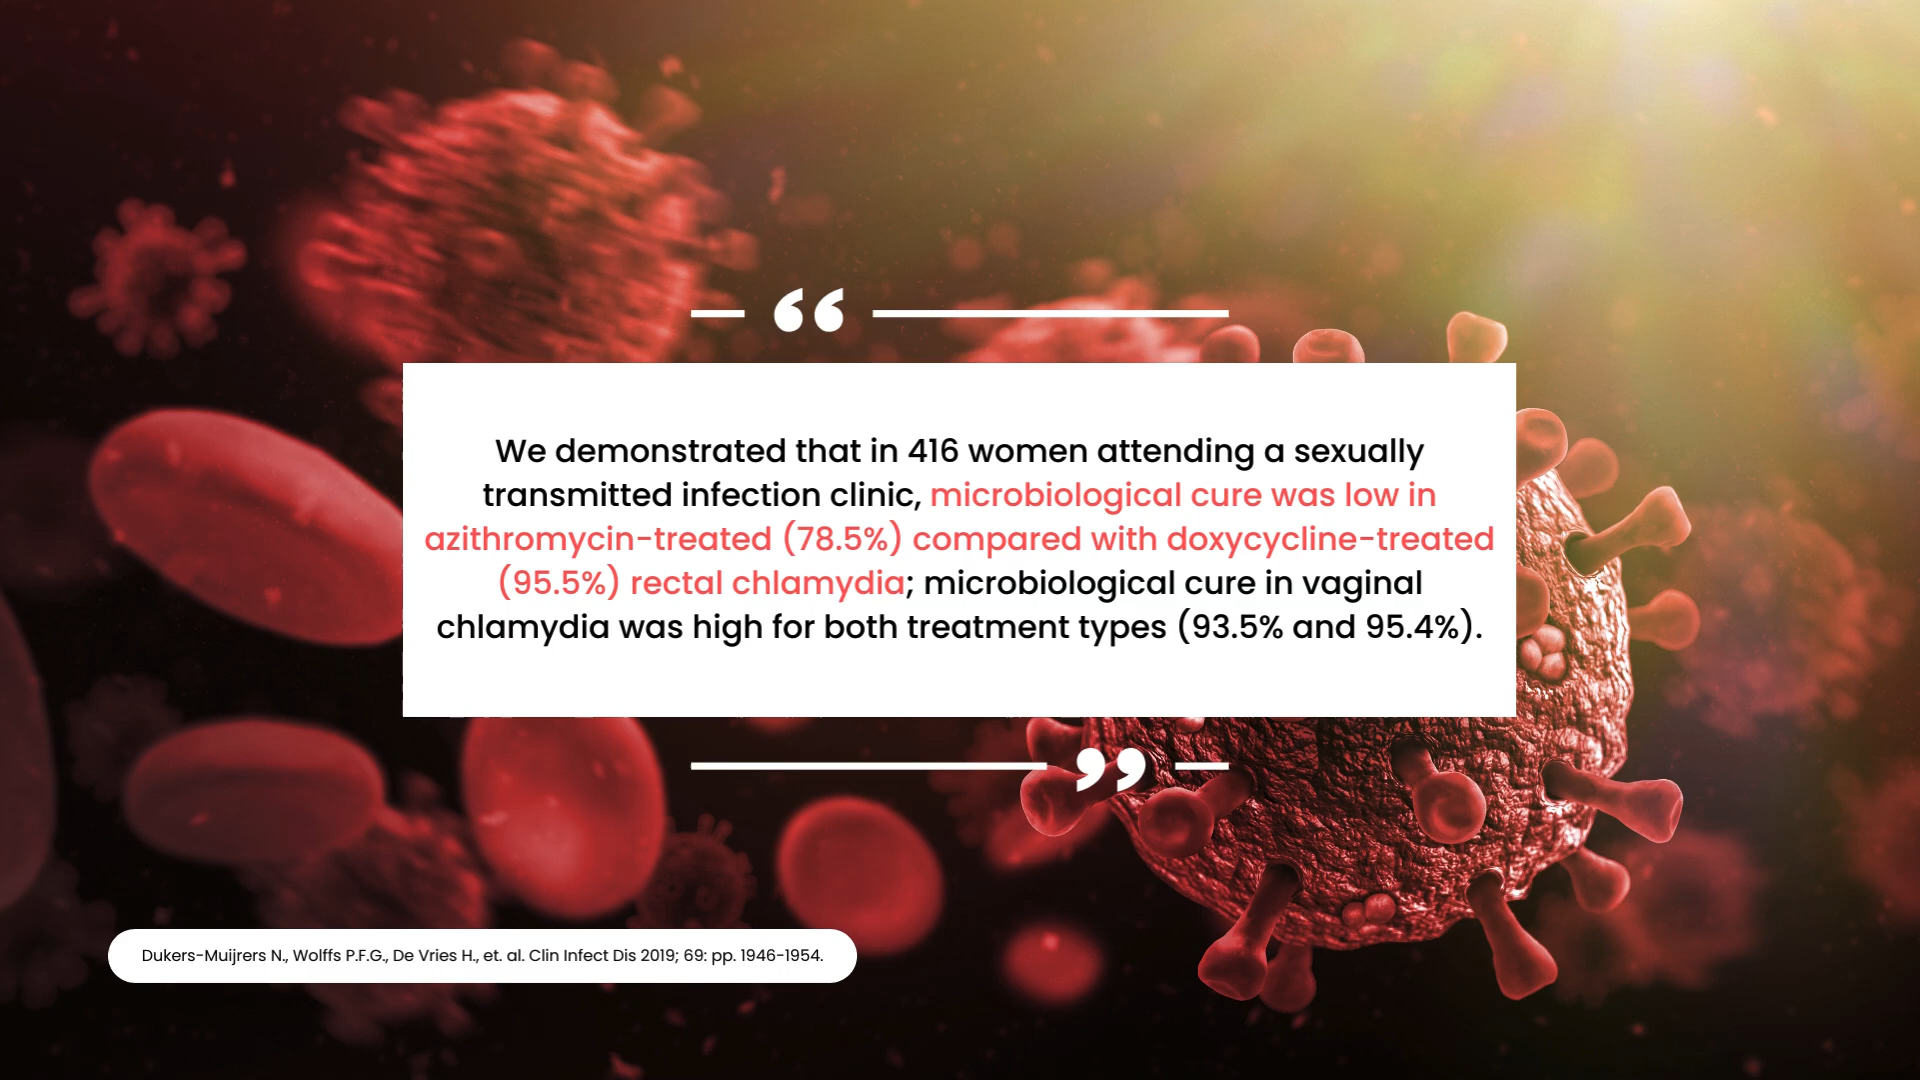 “
We demonstrated that in 416 women attending a sexually
transmitted infection clinic, microbiological cure was low in
azithromycin-treated (78.5%) compared with doxycycline-treated
(95.5%) rectal chlamydia; microbiological cure in vaginal
chlamydia was high for both treatment types (93.5% and 95.4%).
”
Dukers-Muijrers N., Wolffs P.F.G., De Vries H., et. al. Clin Infect Dis 2019; 69: pp. 1946-1954.